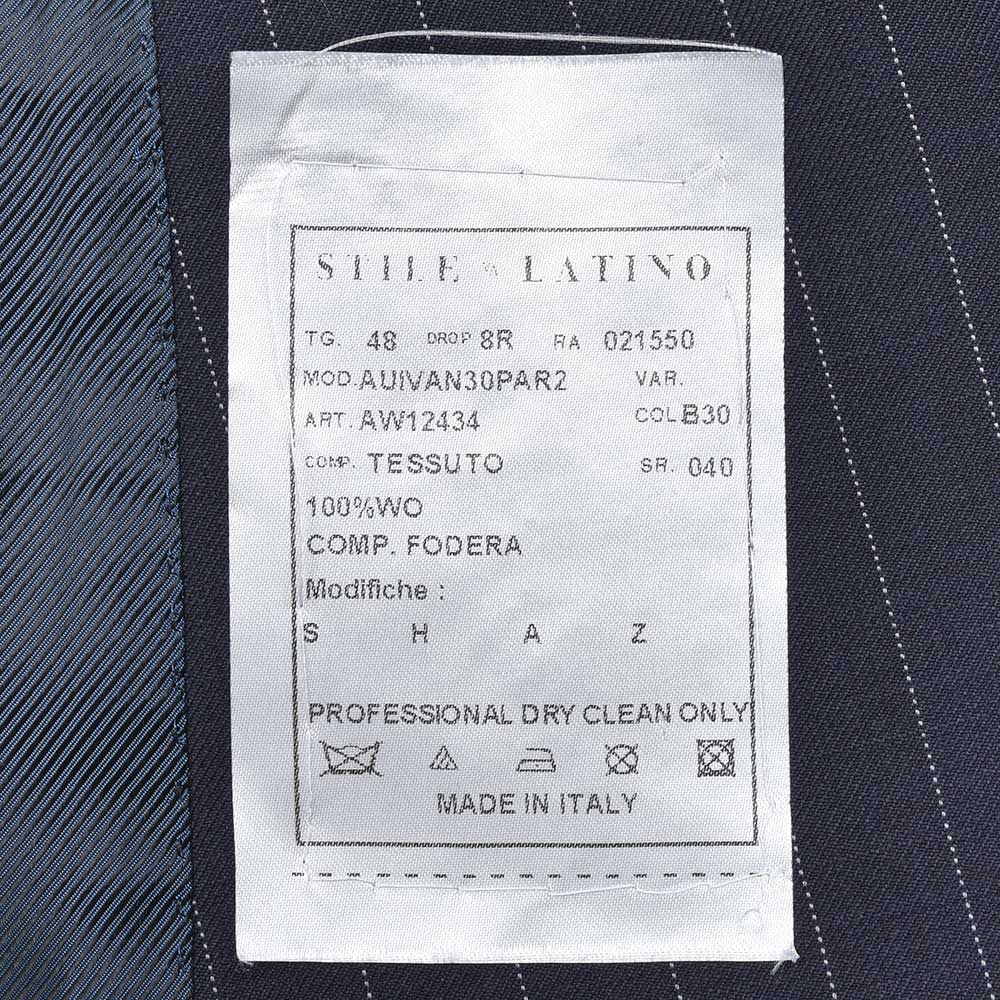 STILE LATINO
TG. 48 DROP 8R RA 021550
MOD. AUIVAN30PAR2 VAR.
ART. AW12434 COL B30
COMP. TESSUTO SR. 040
100%WO
COMP. FODERA
Modifiche :
S H A Z
PROFESSIONAL DRY CLEAN ONLY
MADE IN ITALY